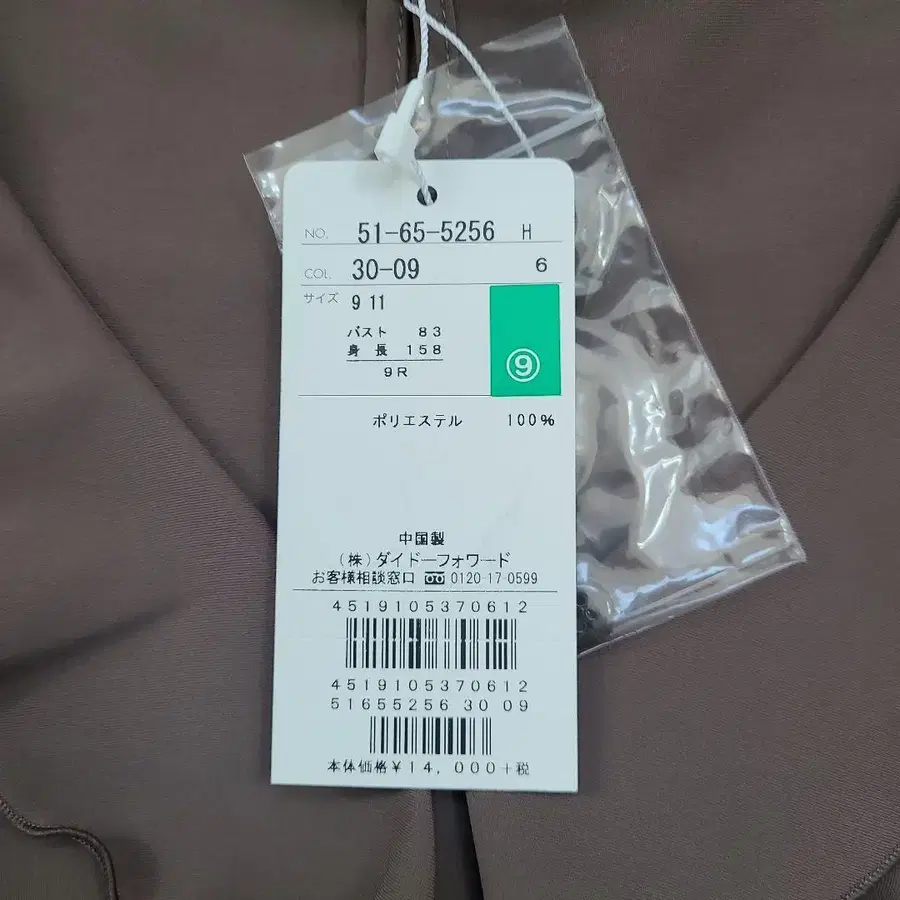 NO. 51-65-5256 H
COL. 30-09 6
サイズ 9 11
バスト 83
身長 158
9R
⑨
ポリエステル 100%
中国製
(株)ダイドーフォワード
お客様相談窓口 0120-17-0599
4519105370612
4519105370612
51655256 30 09
本体価格¥14,000+税